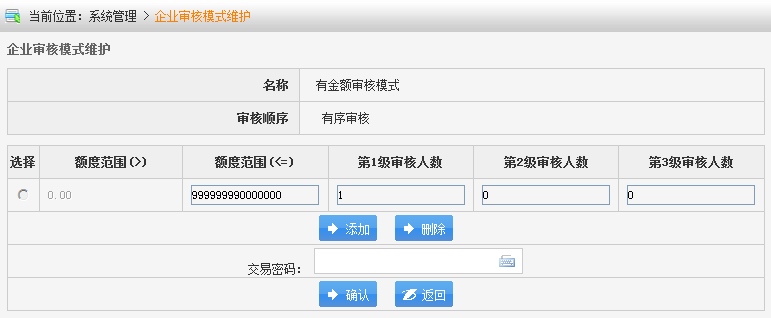 当前位置：系统管理 > 企业审核模式维护
企业审核模式维护
名称 有金额审核模式
审核顺序 有序审核
选择 额度范围(>) 额度范围(<=) 第1级审核人数 第2级审核人数 第3级审核人数
0.00 999999990000000 1 0 0
添加 删除
交易密码：
确认 返回